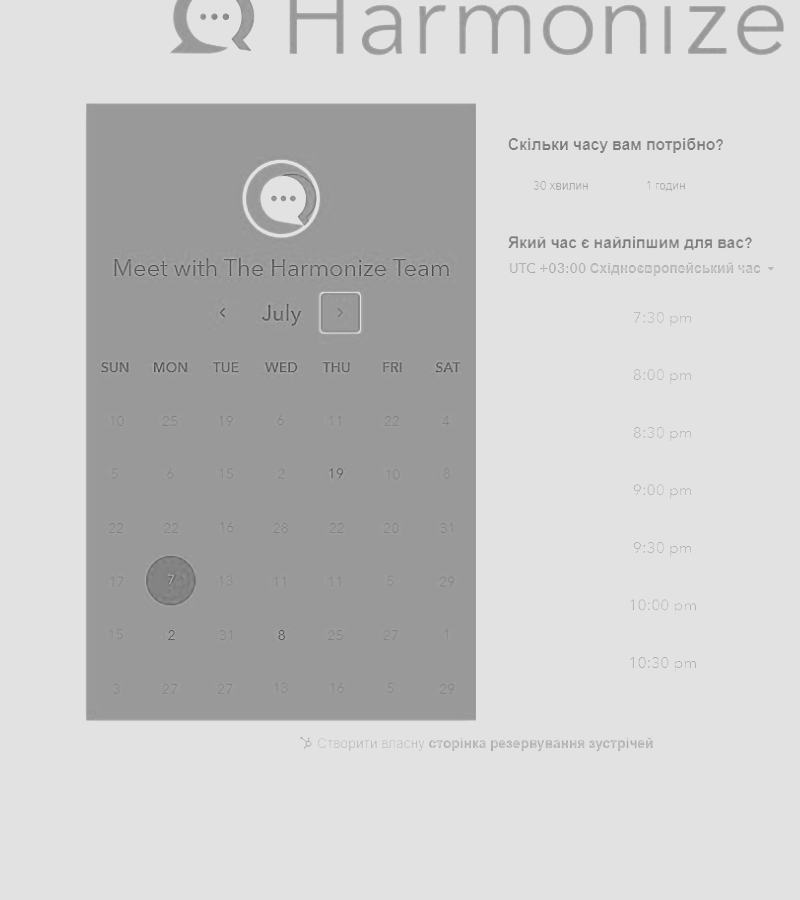 Harmonize
Meet with The Harmonize Team
July
SUN MON TUE WED THU FRI SAT
10 25 19 6 11 22 4
5 6 15 2 19 10 8
22 22 16 28 22 20 31
17 7 13 11 11 5 29
15 2 31 8 25 27 1
3 27 27 13 16 5 29
Скільки часу вам потрібно?
30 хвилин 1 годин
Який час є найліпшим для вас?
UTC +03:00 Східноєвропейський час
7:30 pm
8:00 pm
8:30 pm
9:00 pm
9:30 pm
10:00 pm
10:30 pm
Створити власну сторінка резервування зустрічей